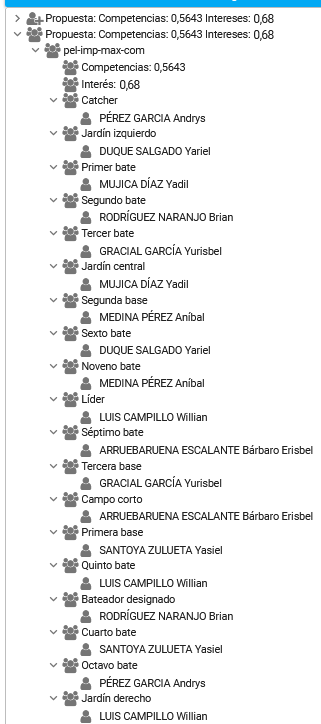 Propuesta: Competencias: 0,5643 Intereses: 0,68
Propuesta: Competencias: 0,5643 Intereses: 0,68
pel-imp-max-com
Competencias: 0,5643
Interés: 0,68
Catcher
PÉREZ GARCIA Andrys
Jardín izquierdo
DUQUE SALGADO Yariel
Primer bate
MUJICA DÍAZ Yadil
Segundo bate
RODRÍGUEZ NARANJO Brian
Tercer bate
GRACIAL GARCÍA Yurisbel
Jardín central
MUJICA DÍAZ Yadil
Segunda base
MEDINA PÉREZ Aníbal
Sexto bate
DUQUE SALGADO Yariel
Noveno bate
MEDINA PÉREZ Aníbal
Líder
LUIS CAMPILLO Willian
Séptimo bate
ARRUEBARUENA ESCALANTE Bárbaro Erisbel
Tercera base
GRACIAL GARCÍA Yurisbel
Campo corto
ARRUEBARUENA ESCALANTE Bárbaro Erisbel
Primera base
SANTOYA ZULUETA Yasiel
Quinto bate
LUIS CAMPILLO Willian
Bateador designado
RODRÍGUEZ NARANJO Brian
Cuarto bate
SANTOYA ZULUETA Yasiel
Octavo bate
PÉREZ GARCIA Andrys
Jardín derecho
LUIS CAMPILLO Willian